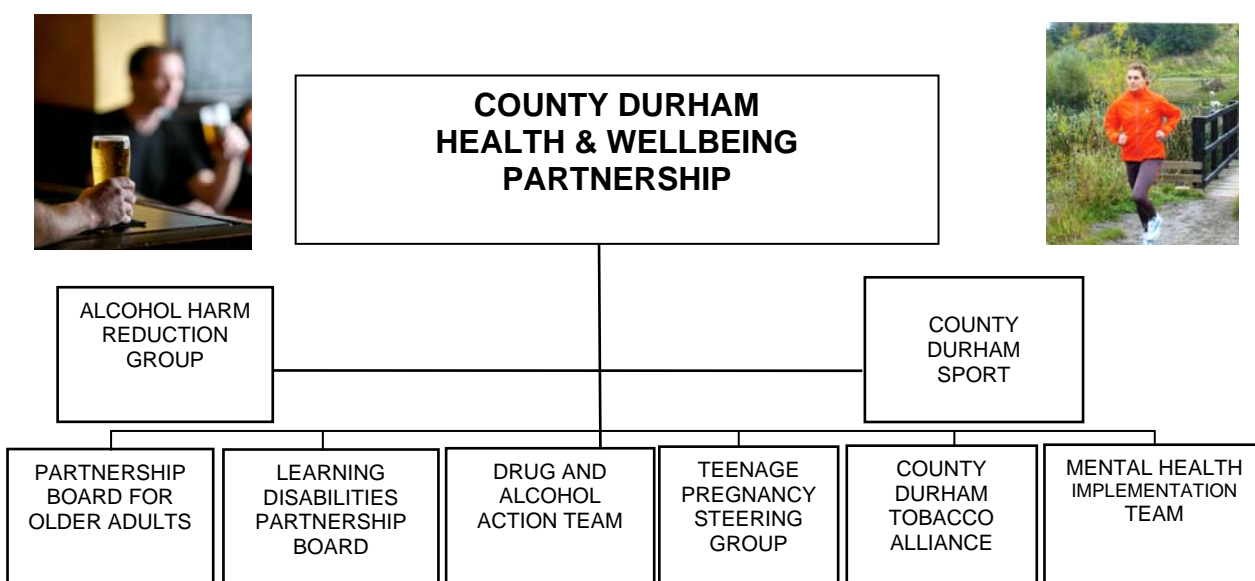 COUNTY DURHAM
HEALTH & WELLBEING
PARTNERSHIP
ALCOHOL HARM
REDUCTION
GROUP
COUNTY
DURHAM
SPORT
PARTNERSHIP
BOARD FOR
OLDER ADULTS
LEARNING
DISABILITIES
PARTNERSHIP
BOARD
DRUG AND
ALCOHOL
ACTION TEAM
TEENAGE
PREGNANCY
STEERING
GROUP
COUNTY
DURHAM
TOBACCO
ALLIANCE
MENTAL HEALTH
IMPLEMENTATION
TEAM